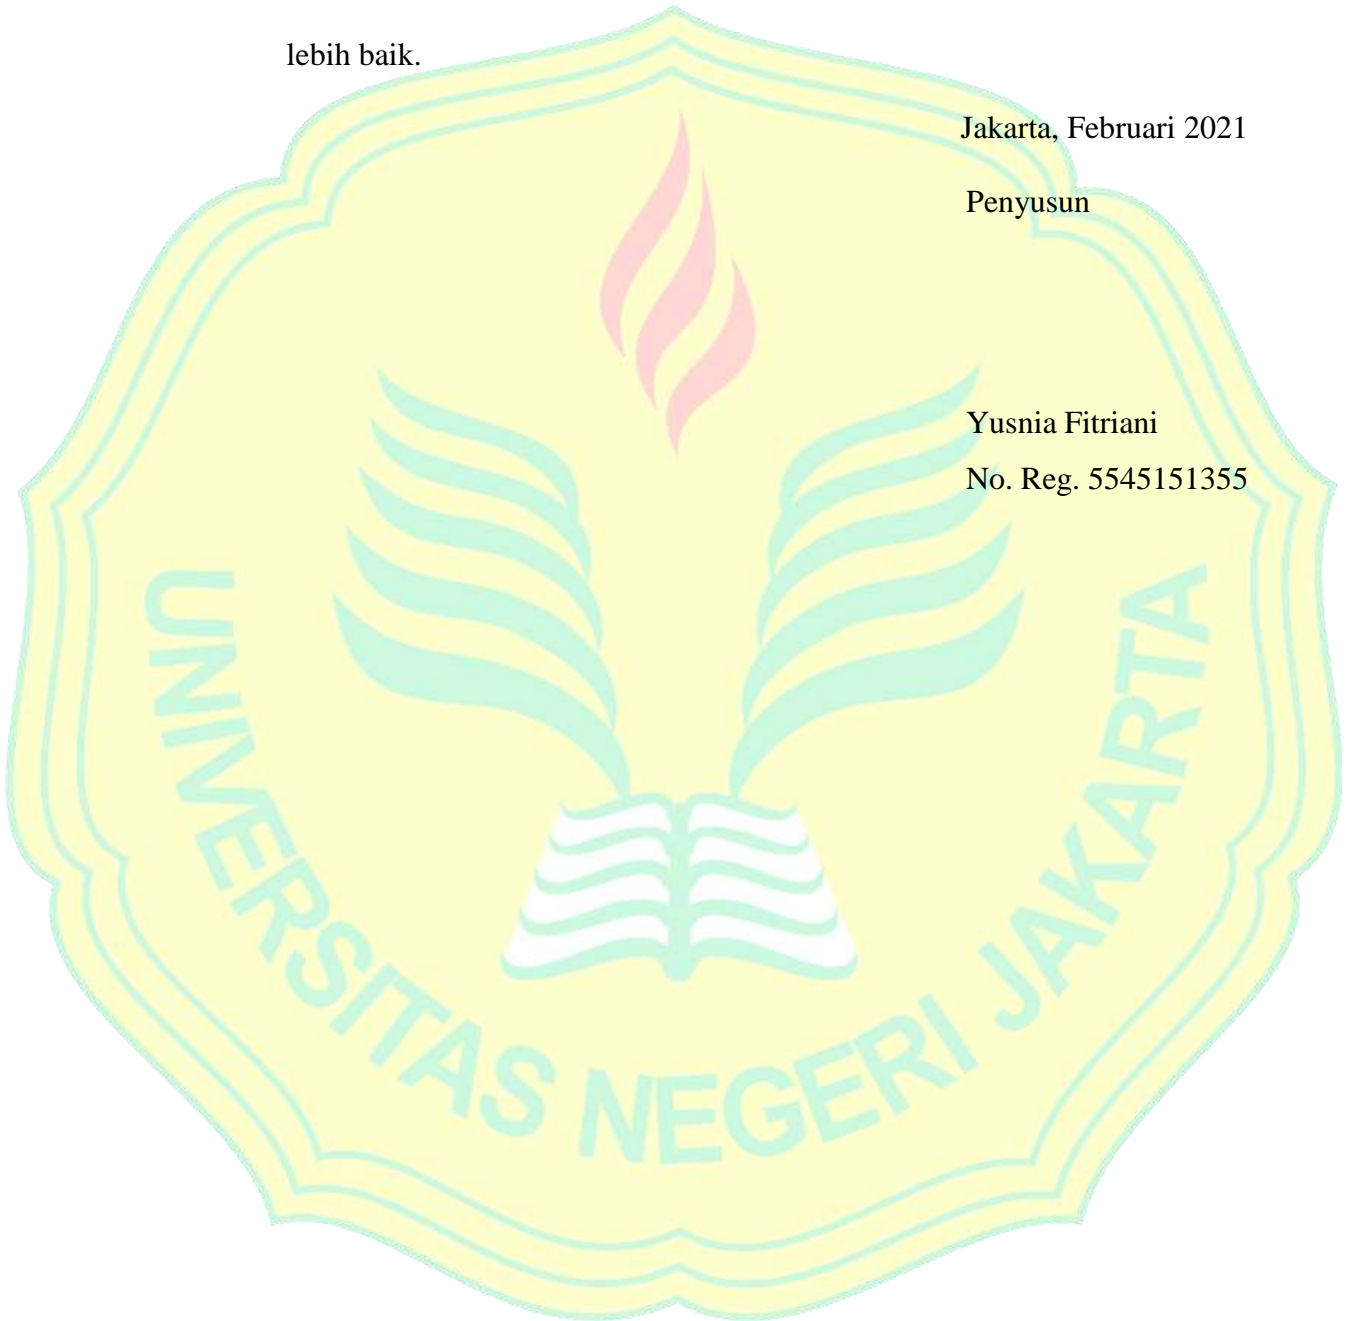 lebih baik.
Jakarta, Februari 2021
Penyusun
Yusnia Fitriani
No. Reg. 5545151355
UNIVERSITAS NEGERI JAKARTA